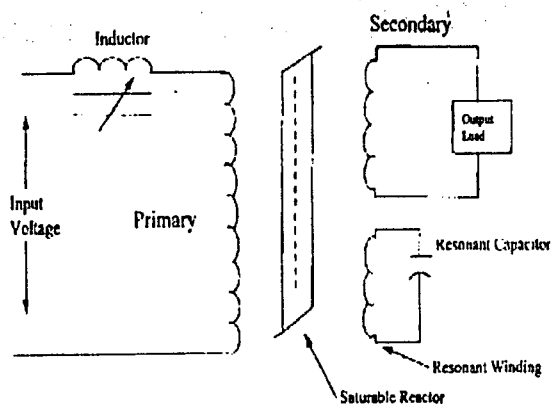 Secondary
Inductor
Output
Load
Input
Voltage
Primary
Resonant Capacitor
Resonant Winding
Saturable Reactor